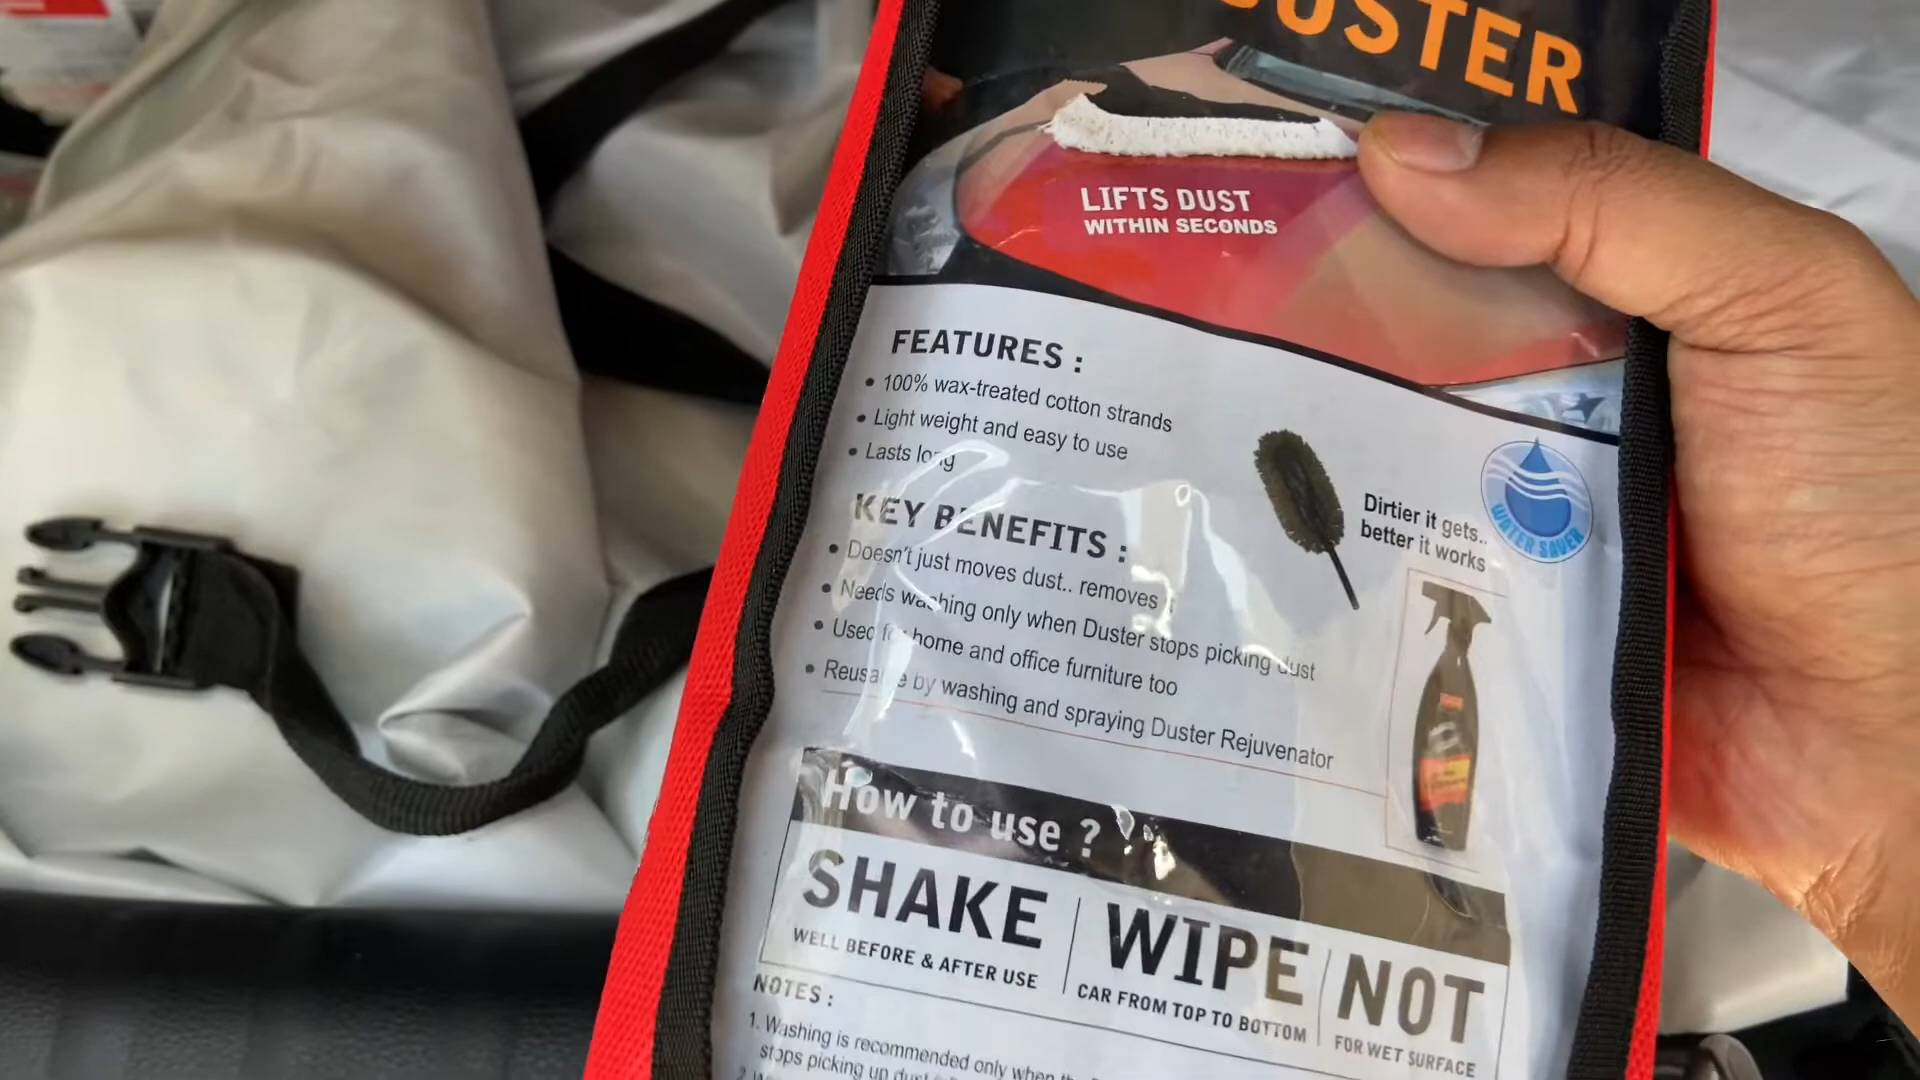 DUSTER
LIFTS DUST
WITHIN SECONDS
FEATURES :
• 100% wax-treated cotton strands
• Light weight and easy to use
• Lasts long
KEY BENEFITS :
• Doesn't just moves dust.. removes
• Needs washing only when Duster stops picking dust
• Used for home and office furniture too
• Reusable by washing and spraying Duster Rejuvenator
Dirtier it gets..
better it works
WATER SAVER
How to use ?
SHAKE
WELL BEFORE & AFTER USE
WIPE
CAR FROM TOP TO BOTTOM
NOT
FOR WET SURFACE
NOTES :
1. Washing is recommended only when
stops picking up
2.